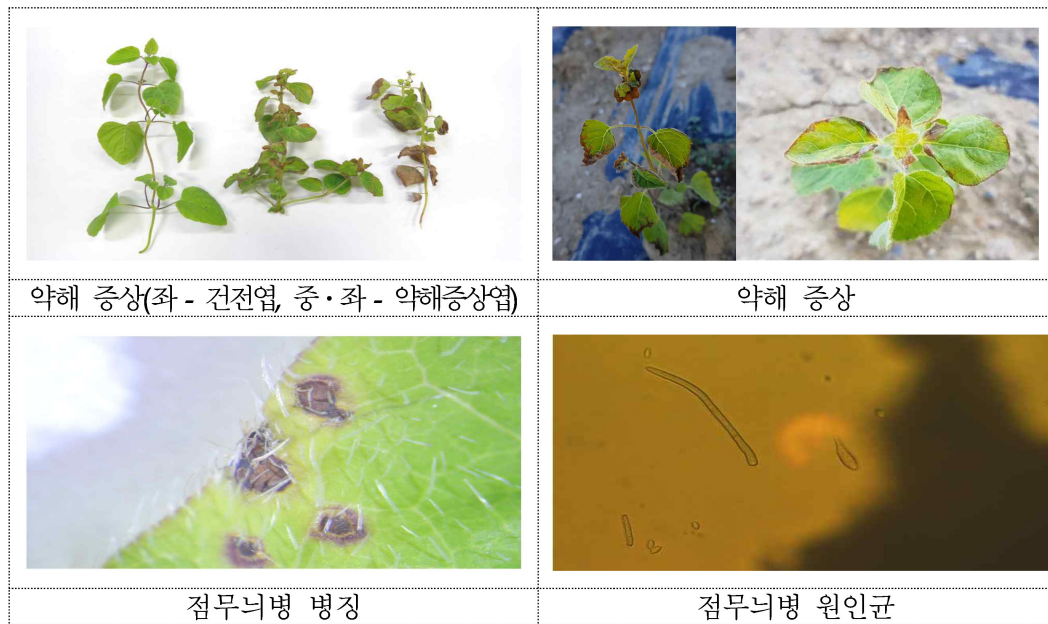 약해 증상(좌 - 건전엽, 중·좌 - 약해증상엽)
약해 증상
점무늬병 병징
점무늬병 원인균